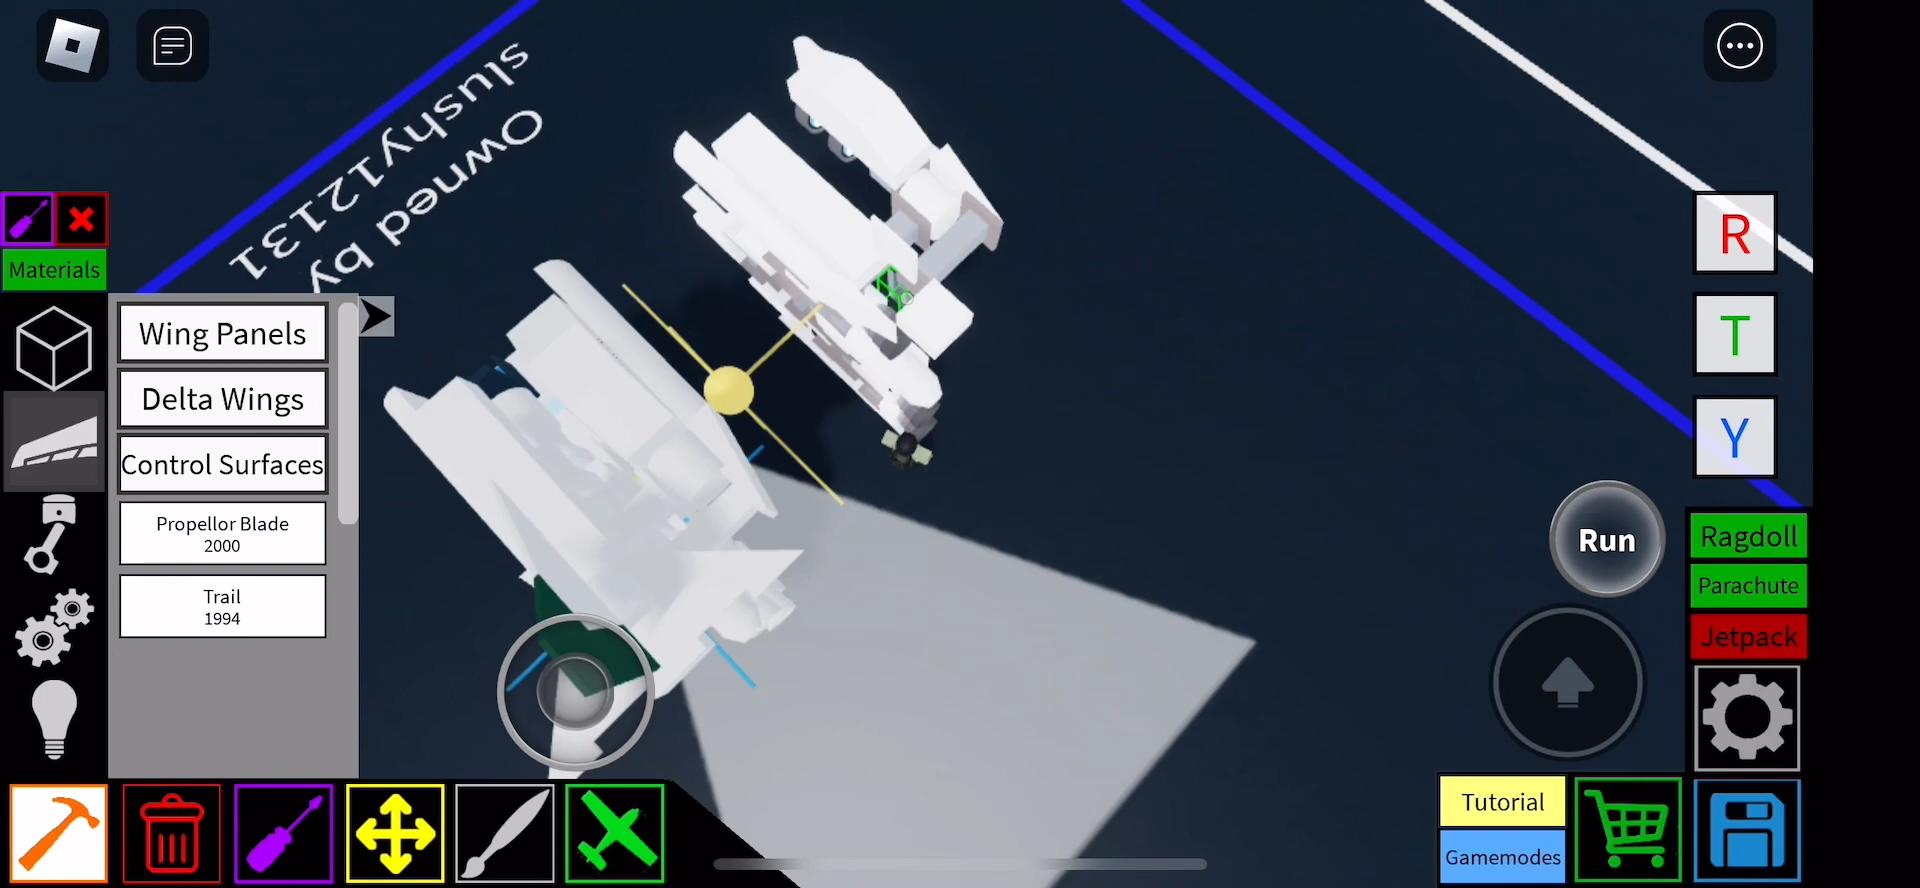 Owned by
slushy12131
Materials
Wing Panels
Delta Wings
Control Surfaces
Propellor Blade
2000
Trail
1994
R
T
Y
Run
Ragdoll
Parachute
Jetpack
Tutorial
Gamemodes